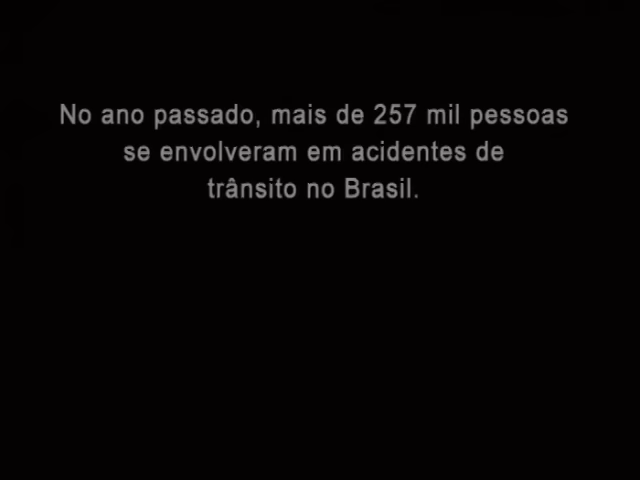 No ano passado, mais de 257 mil pessoas
se envolveram em acidentes de
trânsito no Brasil.